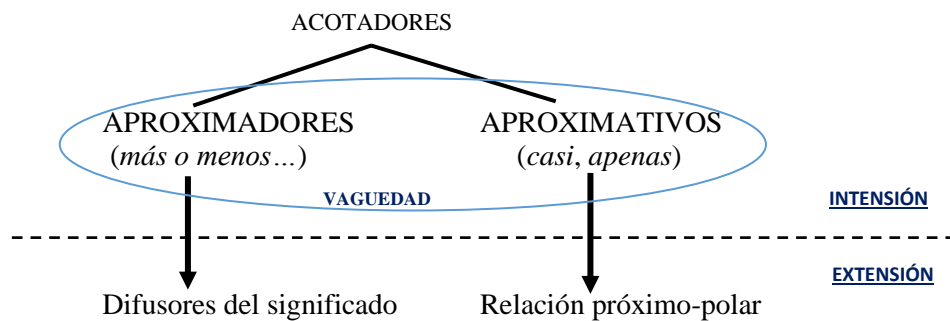 ACOTADORES
APROXIMADORES APROXIMATIVOS
(más o menos…) (casi, apenas)
VAGUEDAD INTENSIÓN
EXTENSIÓN
Difusores del significado Relación próximo-polar